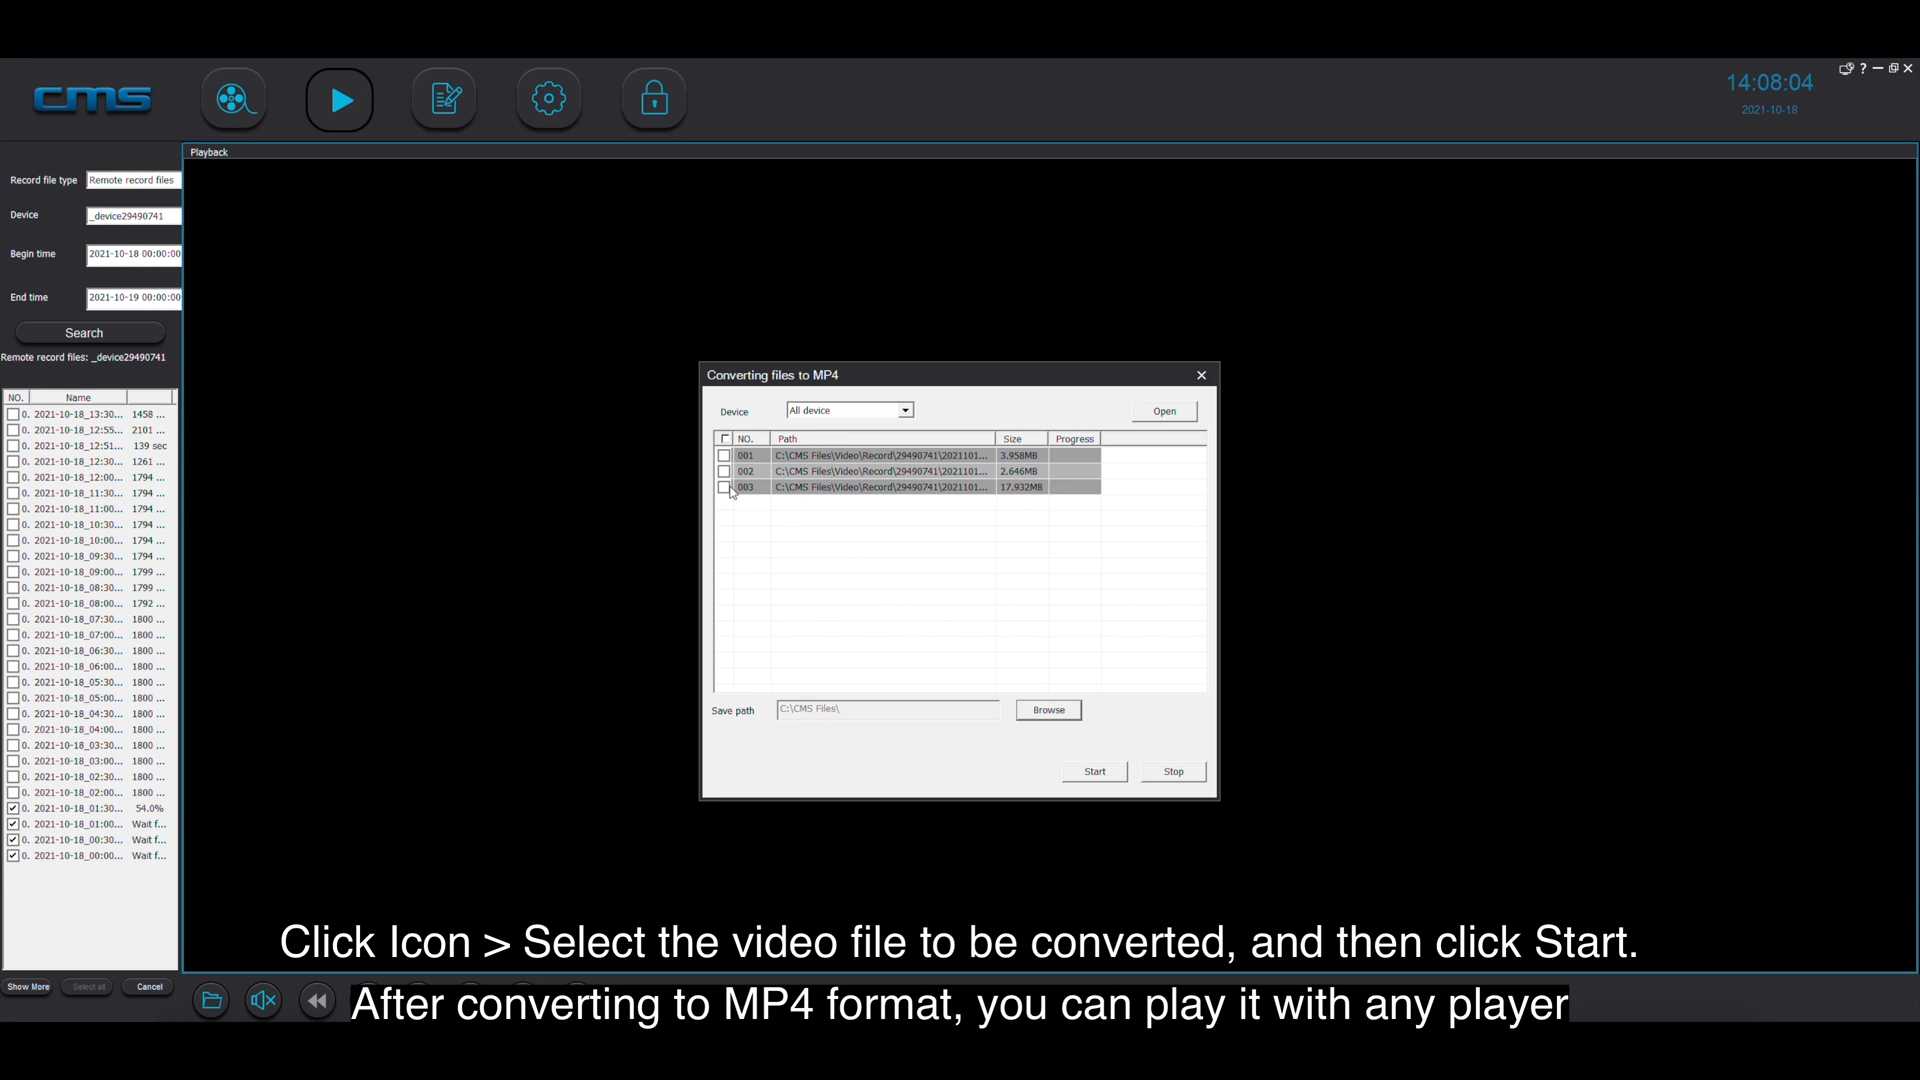 cms
14:08:04
2021-10-18
?
Playback
Record file type Remote record files
Device _device29490741
Begin time 2021-10-18 00:00:00
End time 2021-10-19 00:00:00
Search
Remote record files: _device29490741
NO. Name
0. 2021-10-18_13:30... 1458 ...
0. 2021-10-18_12:55... 2101 ...
0. 2021-10-18_12:51... 139 sec
0. 2021-10-18_12:30... 1261 ...
0. 2021-10-18_12:00... 1794 ...
0. 2021-10-18_11:30... 1794 ...
0. 2021-10-18_11:00... 1794 ...
0. 2021-10-18_10:30... 1794 ...
0. 2021-10-18_10:00... 1794 ...
0. 2021-10-18_09:30... 1794 ...
0. 2021-10-18_09:00... 1799 ...
0. 2021-10-18_08:30... 1799 ...
0. 2021-10-18_08:00... 1792 ...
0. 2021-10-18_07:30... 1800 ...
0. 2021-10-18_07:00... 1800 ...
0. 2021-10-18_06:30... 1800 ...
0. 2021-10-18_06:00... 1800 ...
0. 2021-10-18_05:30... 1800 ...
0. 2021-10-18_05:00... 1800 ...
0. 2021-10-18_04:30... 1800 ...
0. 2021-10-18_04:00... 1800 ...
0. 2021-10-18_03:30... 1800 ...
0. 2021-10-18_03:00... 1800 ...
0. 2021-10-18_02:30... 1800 ...
0. 2021-10-18_02:00... 1800 ...
0. 2021-10-18_01:30... 54.0%
0. 2021-10-18_01:00... Wait f...
0. 2021-10-18_00:30... Wait f...
0. 2021-10-18_00:00... Wait f...
Show More Select all Cancel
Converting files to MP4
Device All device Open
NO. Path Size Progress
001 C:\CMS Files\Video\Record\29490741\2021101... 3.958MB
002 C:\CMS Files\Video\Record\29490741\2021101... 2.646MB
003 C:\CMS Files\Video\Record\29490741\2021101... 17.932MB
Save path C:\CMS Files\ Browse
Start Stop
Click Icon > Select the video file to be converted, and then click Start.
After converting to MP4 format, you can play it with any player